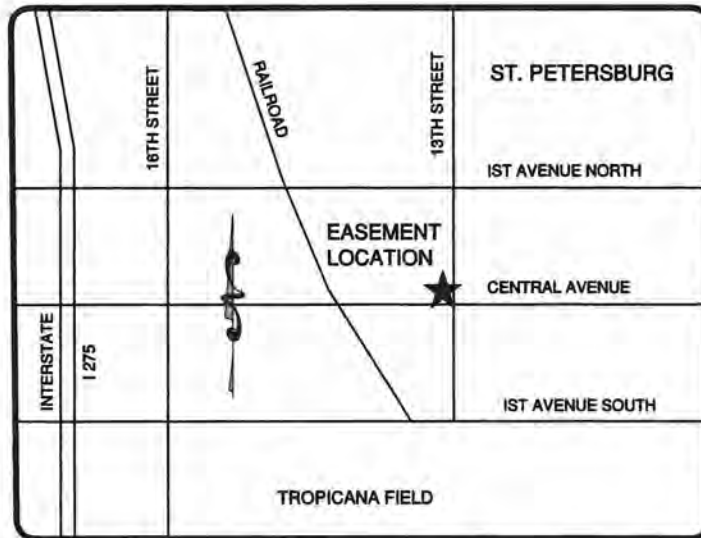 ST. PETERSBURG
16TH STREET
RAILROAD
13TH STREET
IST AVENUE NORTH
EASEMENT
LOCATION
CENTRAL AVENUE
INTERSTATE
I 275
IST AVENUE SOUTH
TROPICANA FIELD